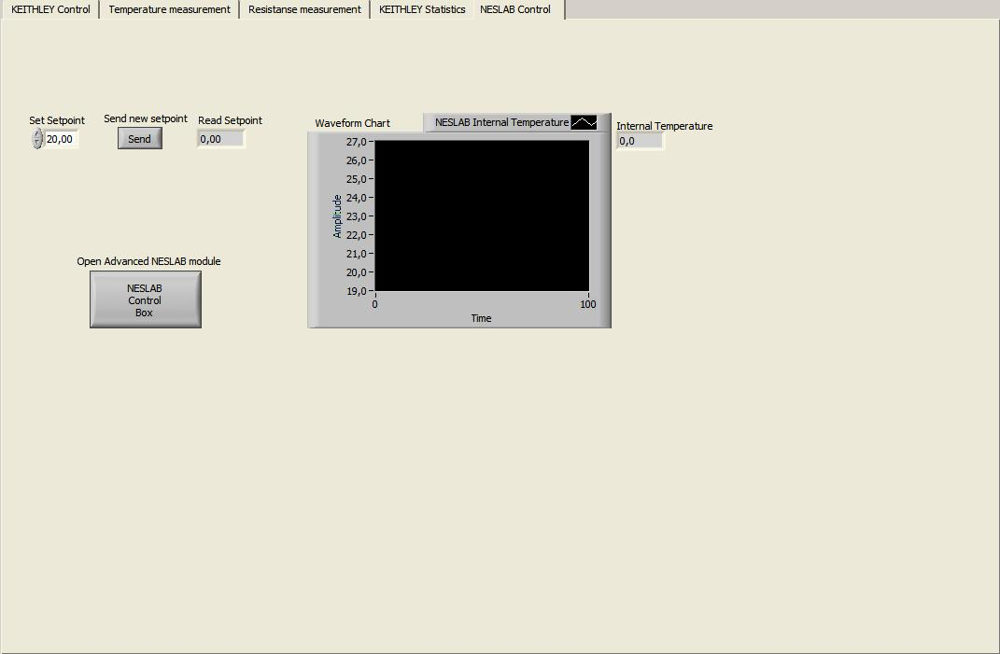 KEITHLEY Control
Temperature measurement
Resistanse measurement
KEITHLEY Statistics
NESLAB Control
Set Setpoint
Send new setpoint
Read Setpoint
20,00
Send
0,00
Waveform Chart
NESLAB Internal Temperature
Internal Temperature
0,0
27,0
26,0
25,0
24,0
23,0
22,0
21,0
20,0
19,0
Amplitude
0
100
Time
Open Advanced NESLAB module
NESLAB
Control
Box